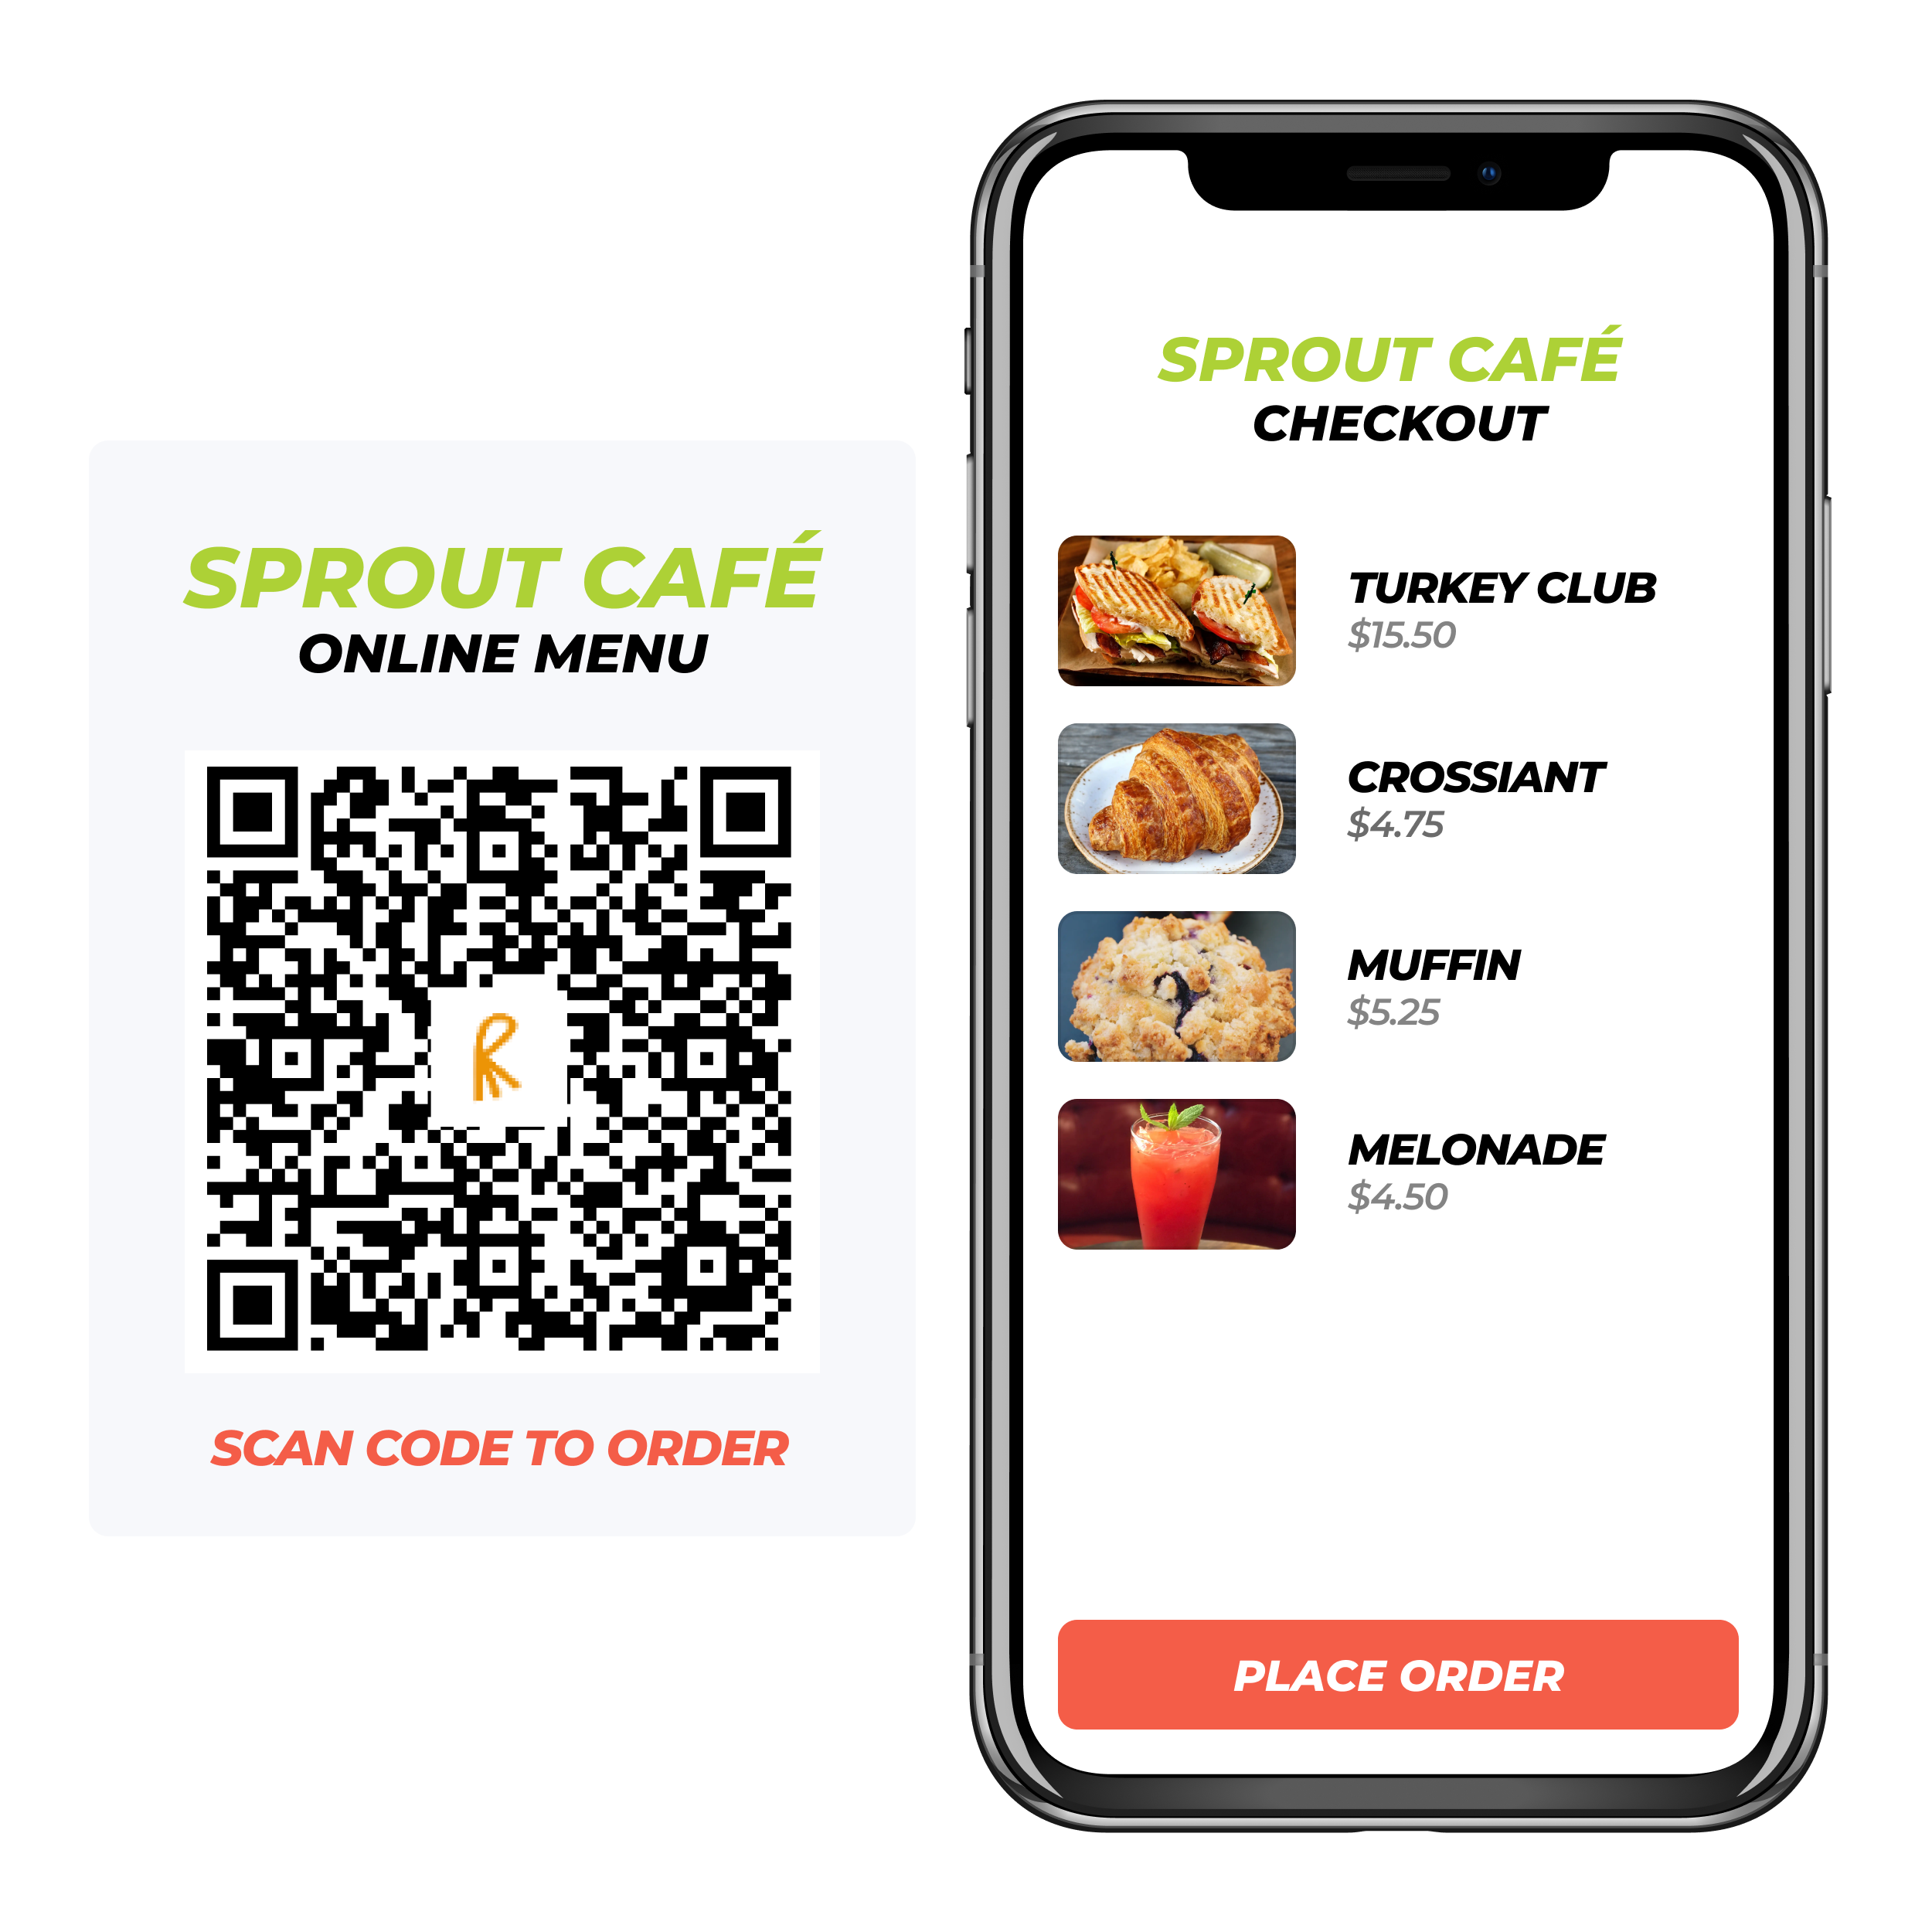 SPROUT CAFÉ
ONLINE MENU
SCAN CODE TO ORDER
SPROUT CAFÉ
CHECKOUT
TURKEY CLUB
$15.50
CROSSIANT
$4.75
MUFFIN
$5.25
MELONADE
$4.50
PLACE ORDER